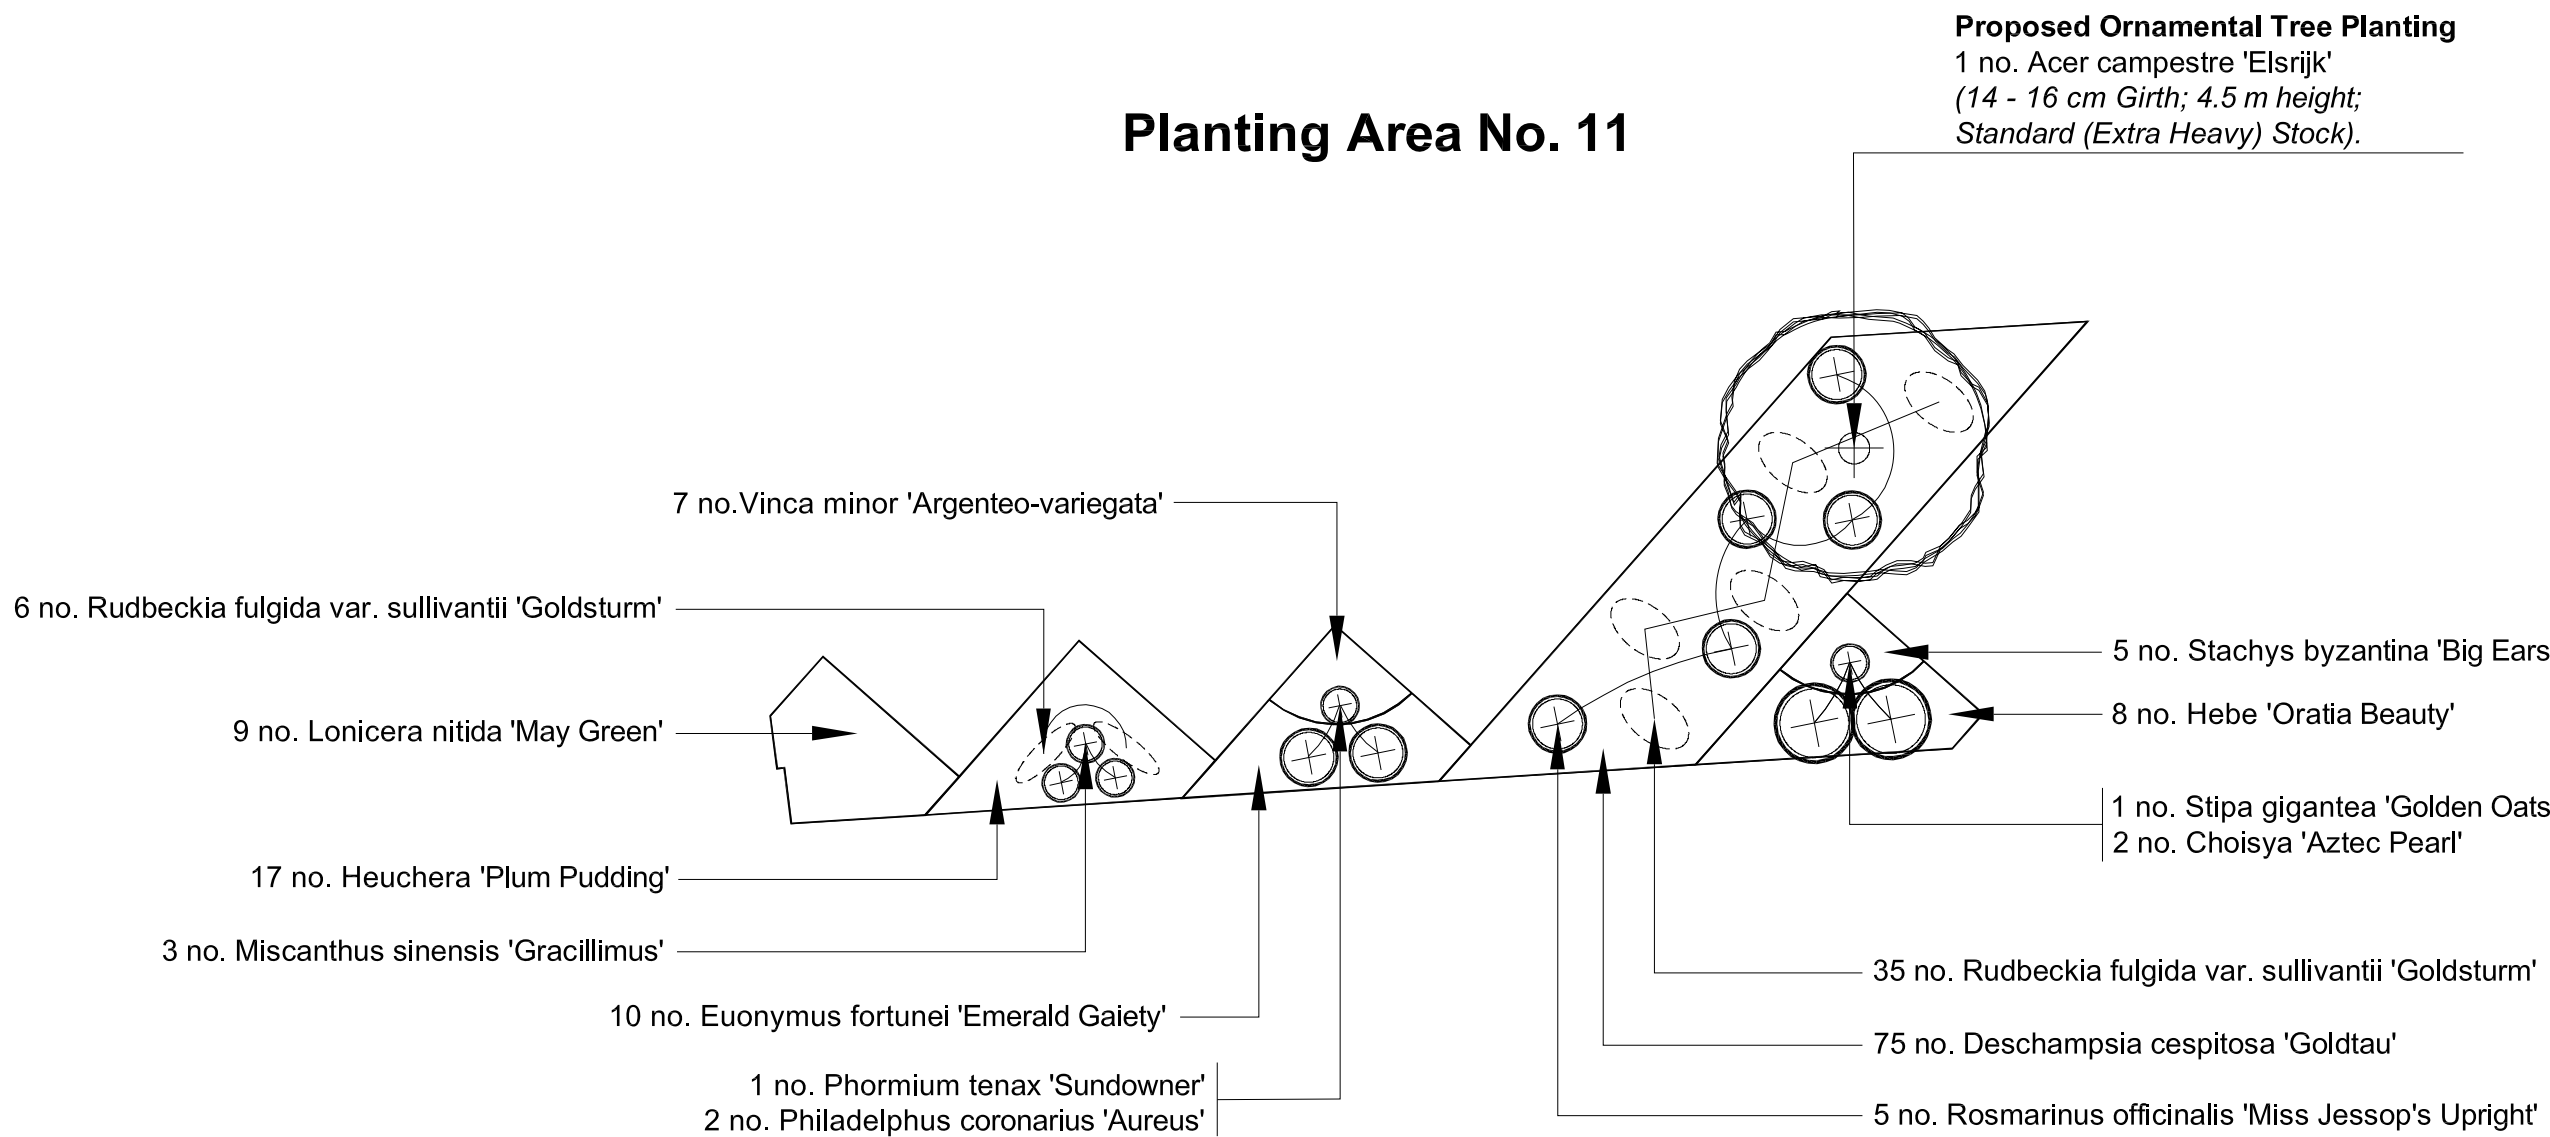 Proposed Ornamental Tree Planting
1 no. Acer campestre 'Elsrijk'
(14 - 16 cm Girth; 4.5 m height;
Standard (Extra Heavy) Stock).
Planting Area No. 11
7 no.Vinca minor 'Argenteo-variegata'
6 no. Rudbeckia fulgida var. sullivantii 'Goldsturm'
9 no. Lonicera nitida 'May Green'
17 no. Heuchera 'Plum Pudding'
3 no. Miscanthus sinensis 'Gracillimus'
10 no. Euonymus fortunei 'Emerald Gaiety'
1 no. Phormium tenax 'Sundowner'
2 no. Philadelphus coronarius 'Aureus'
5 no. Stachys byzantina 'Big Ears
8 no. Hebe 'Oratia Beauty'
1 no. Stipa gigantea 'Golden Oats
2 no. Choisya 'Aztec Pearl'
35 no. Rudbeckia fulgida var. sullivantii 'Goldsturm'
75 no. Deschampsia cespitosa 'Goldtau'
5 no. Rosmarinus officinalis 'Miss Jessop's Upright'